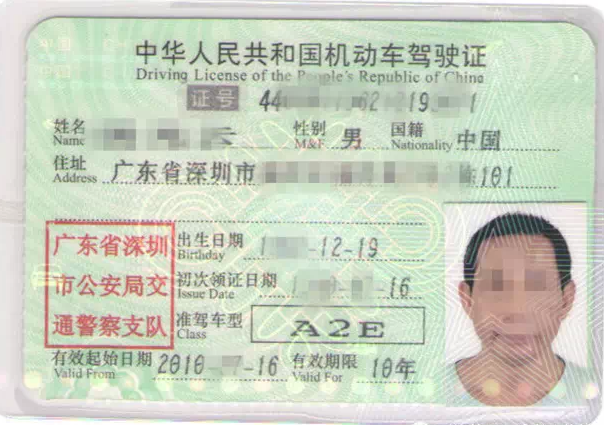 中华人民共和国机动车驾驶证
Driving License of the People's Republic of China
证号 44
姓名 性别 男 国籍 中国
Name M&F Nationality
住址 广东省深圳市 101
Address
广东省深圳
市公安局交
通警察支队
出生日期 -12-19
Birthday
初次领证日期 -16
Issue Date
准驾车型 A2E
Class
有效起始日期 2010- -16 有效期限 10年
Valid From Valid For